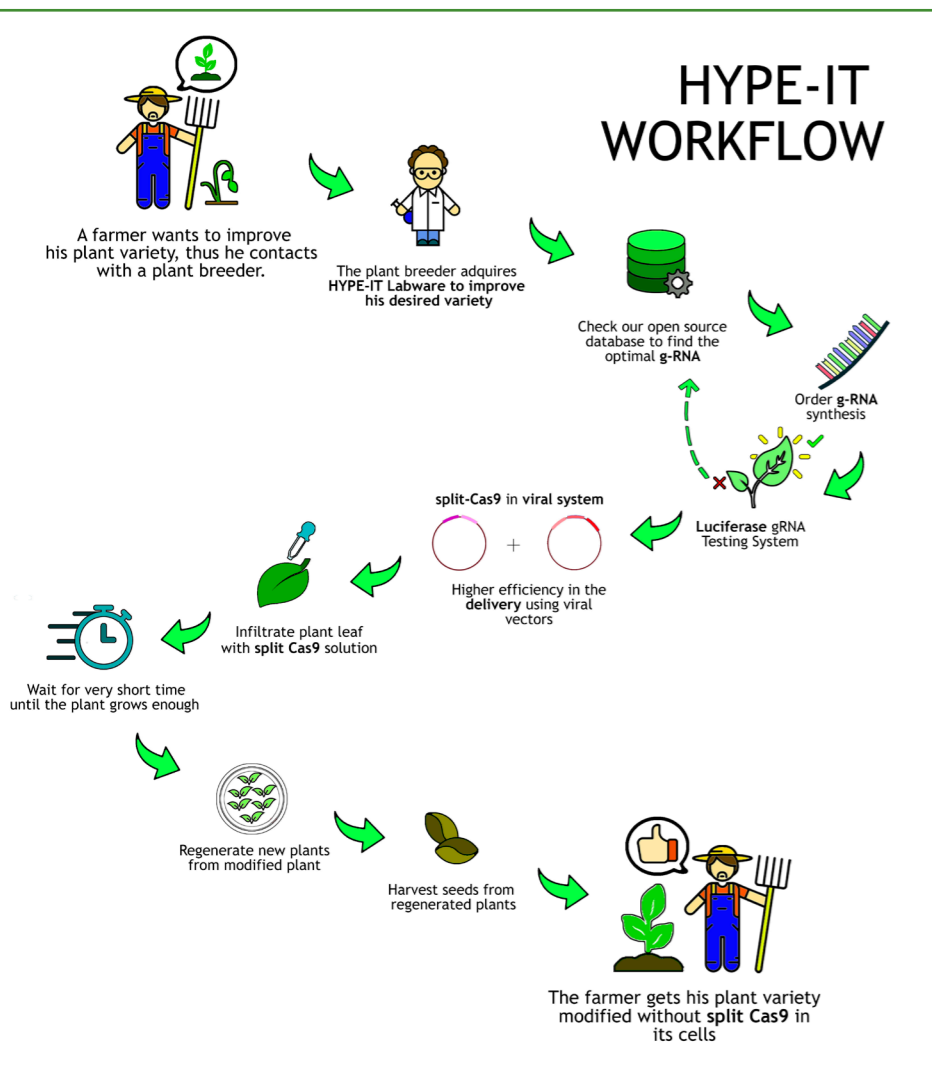 HYPE-IT
WORKFLOW
A farmer wants to improve
his plant variety, thus he contacts
with a plant breeder.
The plant breeder adquires
HYPE-IT Labware to improve
his desired variety
Check our open source
database to find the
optimal g-RNA
Order g-RNA
synthesis
Luciferase gRNA
Testing System
split-Cas9 in viral system
+
Higher efficiency in the
delivery using viral
vectors
Infiltrate plant leaf
with split Cas9 solution
Wait for very short time
until the plant grows enough
Regenerate new plants
from modified plant
Harvest seeds from
regenerated plants
The farmer gets his plant variety
modified without split Cas9 in
its cells